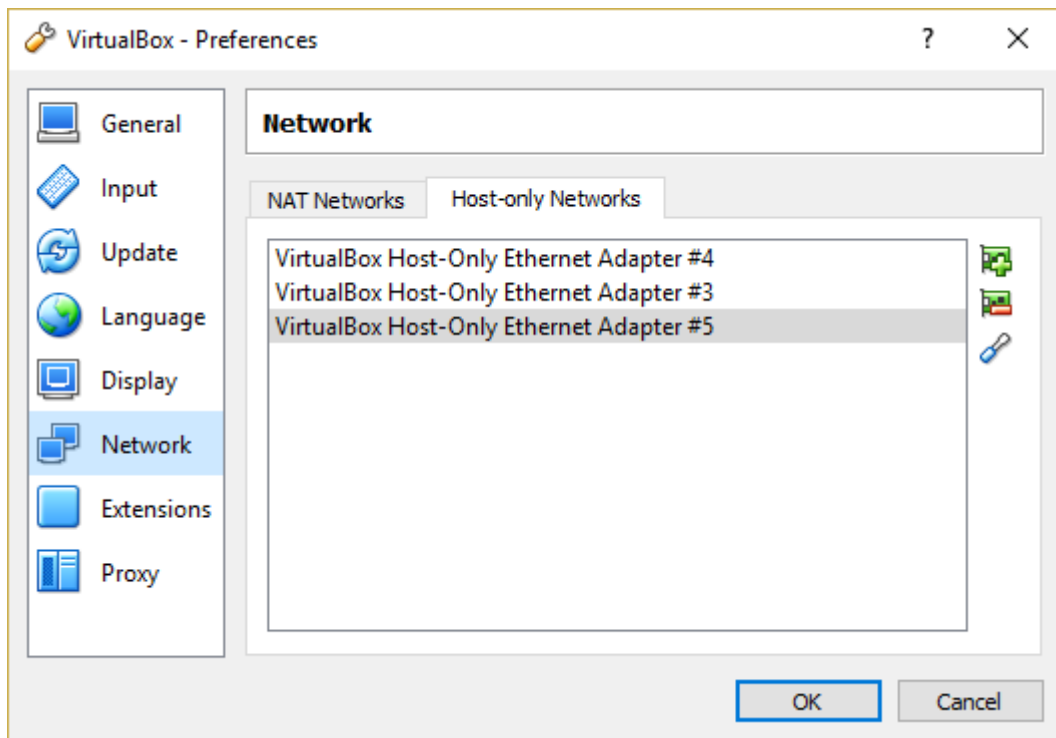 VirtualBox - Preferences
?
General
Input
Update
Language
Display
Network
Extensions
Proxy
Network
NAT Networks
Host-only Networks
VirtualBox Host-Only Ethernet Adapter #4
VirtualBox Host-Only Ethernet Adapter #3
VirtualBox Host-Only Ethernet Adapter #5
OK
Cancel